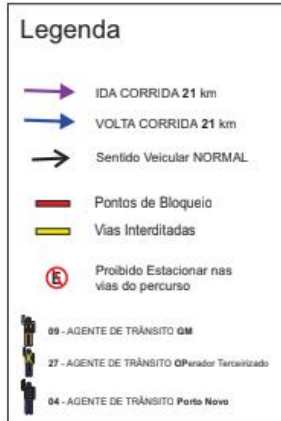 Legenda
IDA CORRIDA 21 km
VOLTA CORRIDA 21 km
Sentido Veicular NORMAL
Pontos de Bloqueio
Vias Interditadas
E
Proibido Estacionar nas
vias do percurso
09 - AGENTE DE TRÂNSITO GM
27 - AGENTE DE TRÂNSITO OPerador Terceirizado
04 - AGENTE DE TRÂNSITO Porto Novo